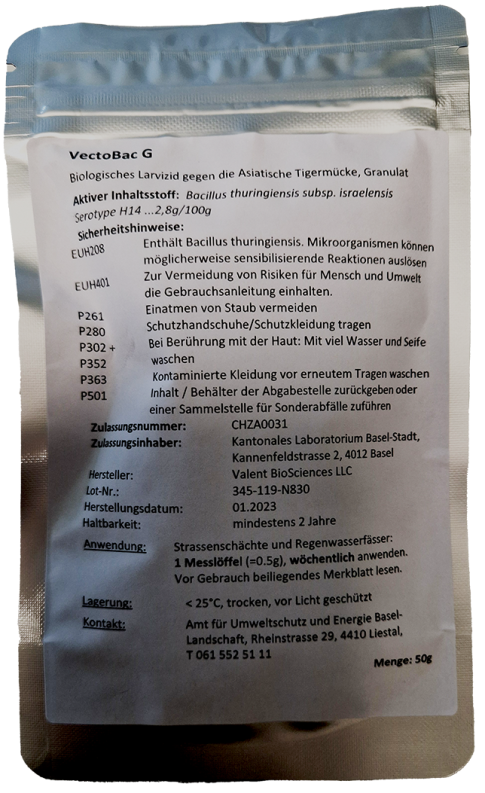 VectoBac G
Biologisches Larvizid gegen die Asiatische Tigermücke, Granulat
Aktiver Inhaltsstoff: Bacillus thuringiensis subsp. israelensis
Serotype H14 ...2,8g/100g
Sicherheitshinweise:
EUH208 Enthält Bacillus thuringiensis. Mikroorganismen können
möglicherweise sensibilisierende Reaktionen auslösen
EUH401 Zur Vermeidung von Risiken für Mensch und Umwelt
die Gebrauchsanleitung einhalten.
P261 Einatmen von Staub vermeiden
P280 Schutzhandschuhe/Schutzkleidung tragen
P302 + Bei Berührung mit der Haut: Mit viel Wasser und Seife
P352 waschen
P363 Kontaminierte Kleidung vor erneutem Tragen waschen
P501 Inhalt / Behälter der Abgabestelle zurückgeben oder
einer Sammelstelle für Sonderabfälle zuführen
Zulassungsnummer: CHZA0031
Zulassungsinhaber: Kantonales Laboratorium Basel-Stadt,
Kannenfeldstrasse 2, 4012 Basel
Hersteller: Valent BioSciences LLC
Lot-Nr.: 345-119-N830
Herstellungsdatum: 01.2023
Haltbarkeit: mindestens 2 Jahre
Anwendung: Strassenschächte und Regenwasserfässer:
1 Messlöffel (=0.5g), wöchentlich anwenden.
Vor Gebrauch beiliegendes Merkblatt lesen.
Lagerung: < 25°C, trocken, vor Licht geschützt
Kontakt: Amt für Umweltschutz und Energie Basel-
Landschaft, Rheinstrasse 29, 4410 Liestal,
T 061 552 51 11
Menge: 50g